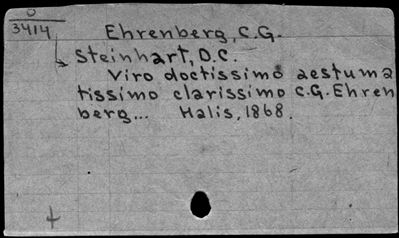 O
3414 Ehrenberg, C.G.
Steinhart, O.C.
Viro doctissimo aestuma
tissimo clarissimo C.G. Ehren
berg... Halis, 1868.